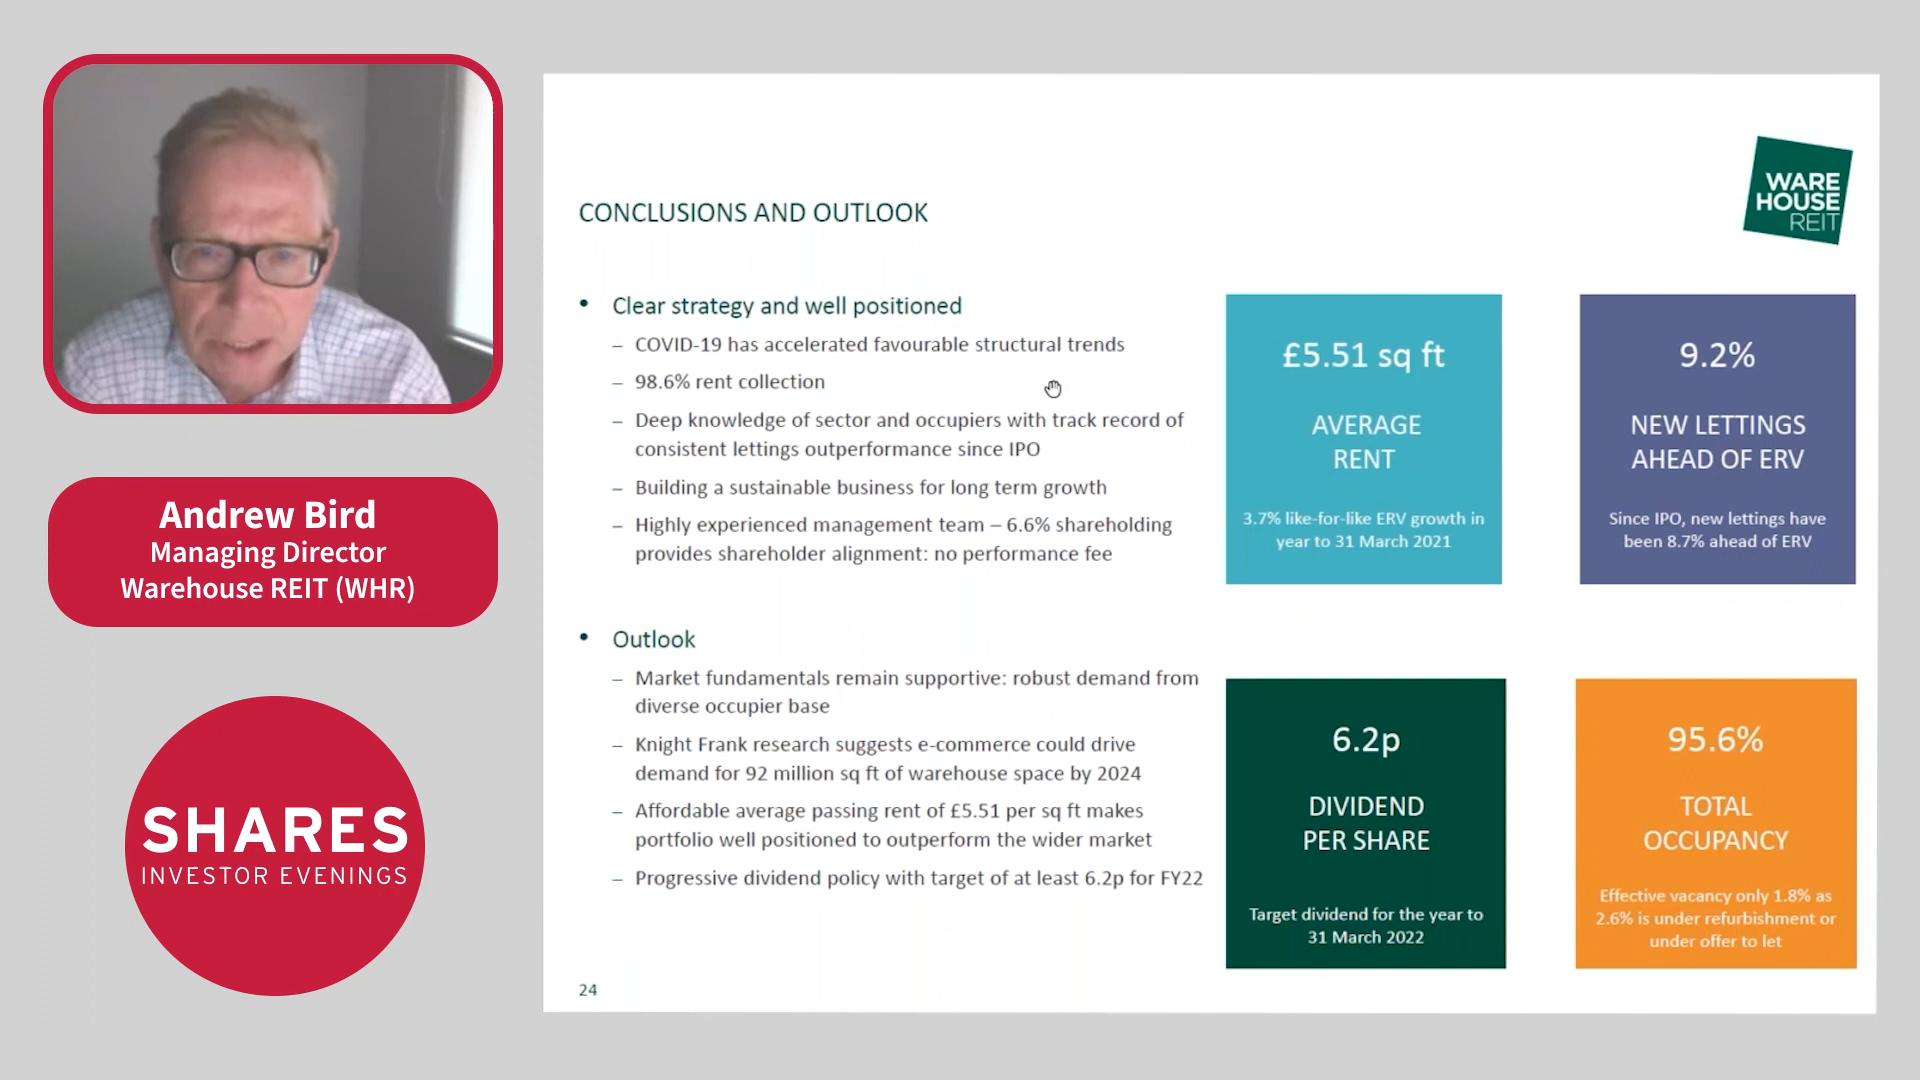 Andrew Bird
Managing Director
Warehouse REIT (WHR)
SHARES
INVESTOR EVENINGS
WARE
HOUSE
REIT
CONCLUSIONS AND OUTLOOK
• Clear strategy and well positioned
– COVID-19 has accelerated favourable structural trends
– 98.6% rent collection
– Deep knowledge of sector and occupiers with track record of
consistent lettings outperformance since IPO
– Building a sustainable business for long term growth
– Highly experienced management team – 6.6% shareholding
provides shareholder alignment: no performance fee
• Outlook
– Market fundamentals remain supportive: robust demand from
diverse occupier base
– Knight Frank research suggests e-commerce could drive
demand for 92 million sq ft of warehouse space by 2024
– Affordable average passing rent of £5.51 per sq ft makes
portfolio well positioned to outperform the wider market
– Progressive dividend policy with target of at least 6.2p for FY22
£5.51 sq ft
AVERAGE
RENT
3.7% like-for-like ERV growth in
year to 31 March 2021
9.2%
NEW LETTINGS
AHEAD OF ERV
Since IPO, new lettings have
been 8.7% ahead of ERV
6.2p
DIVIDEND
PER SHARE
Target dividend for the year to
31 March 2022
95.6%
TOTAL
OCCUPANCY
Effective vacancy only 1.8% as
2.6% is under refurbishment or
under offer to let
24